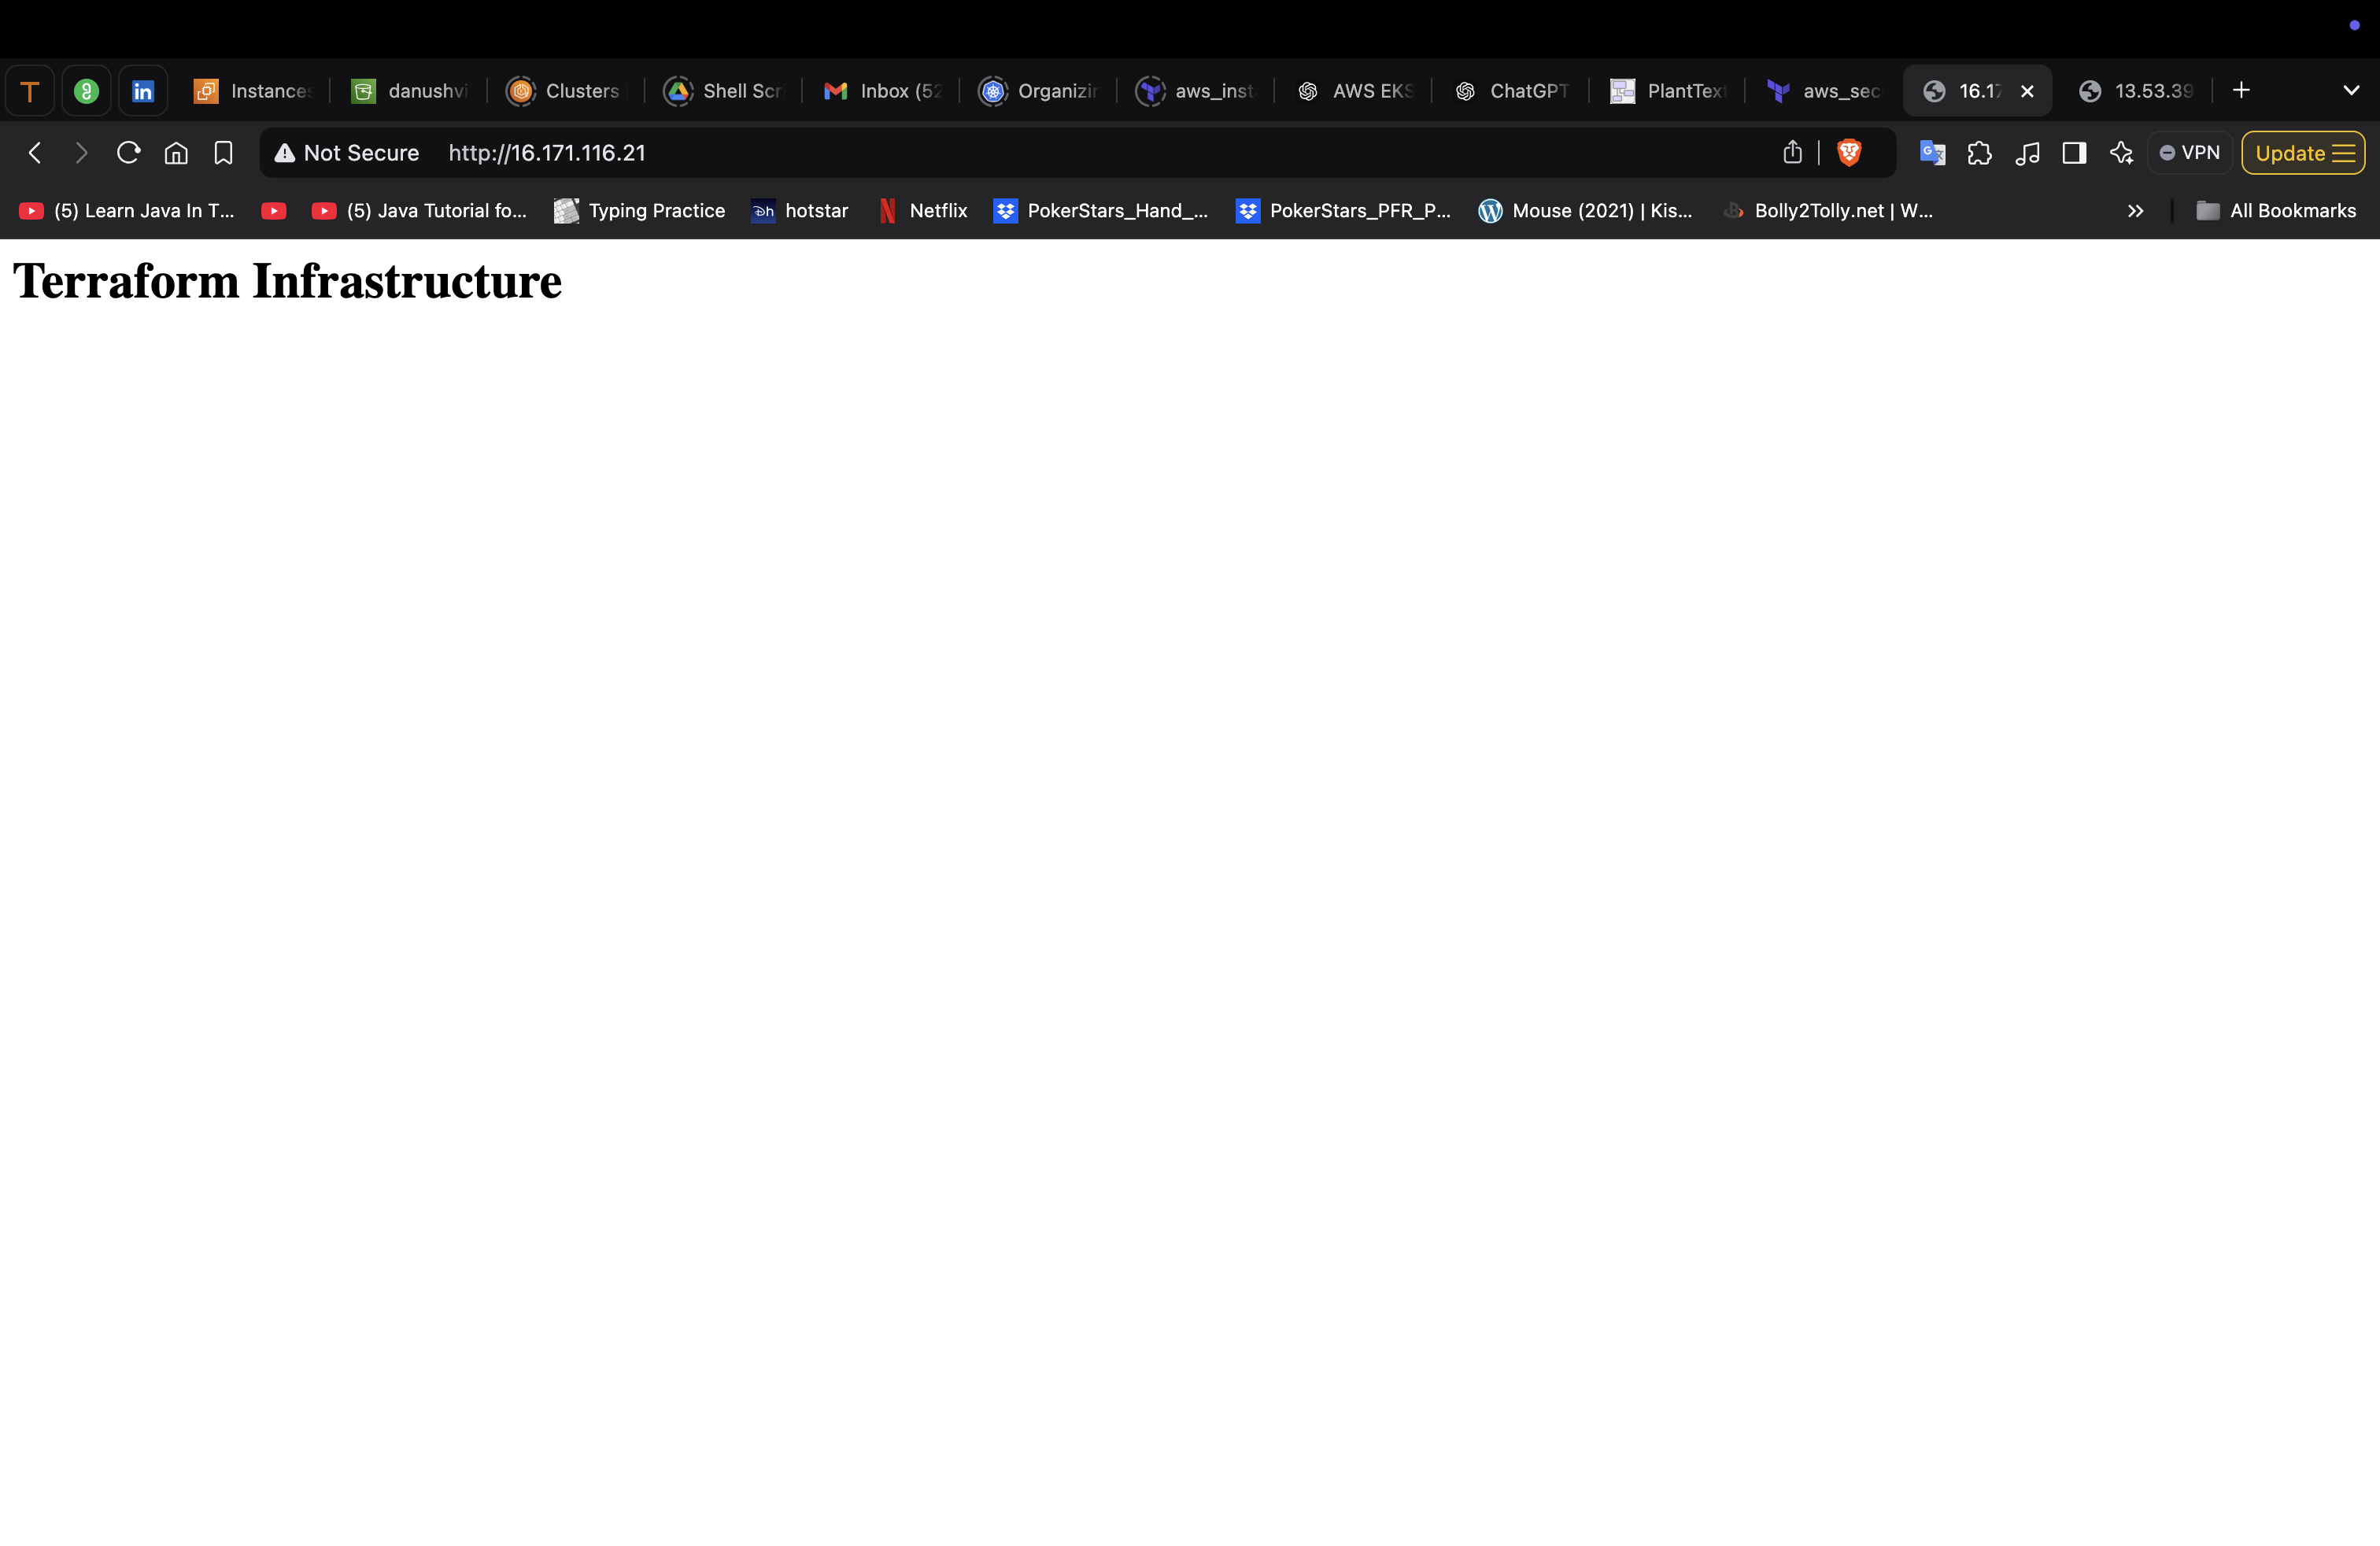 Instances
danushvi
Clusters
Shell Scr
Inbox (52
Organizin
aws_inst
AWS EKS
ChatGPT
PlantText
aws_sec
16.17
13.53.39
Not Secure http://16.171.116.21
VPN
Update
(5) Learn Java In T...
(5) Java Tutorial fo...
Typing Practice
hotstar
Netflix
PokerStars_Hand_...
PokerStars_PFR_P...
Mouse (2021) | Kis...
Bolly2Tolly.net | W...
All Bookmarks
Terraform Infrastructure